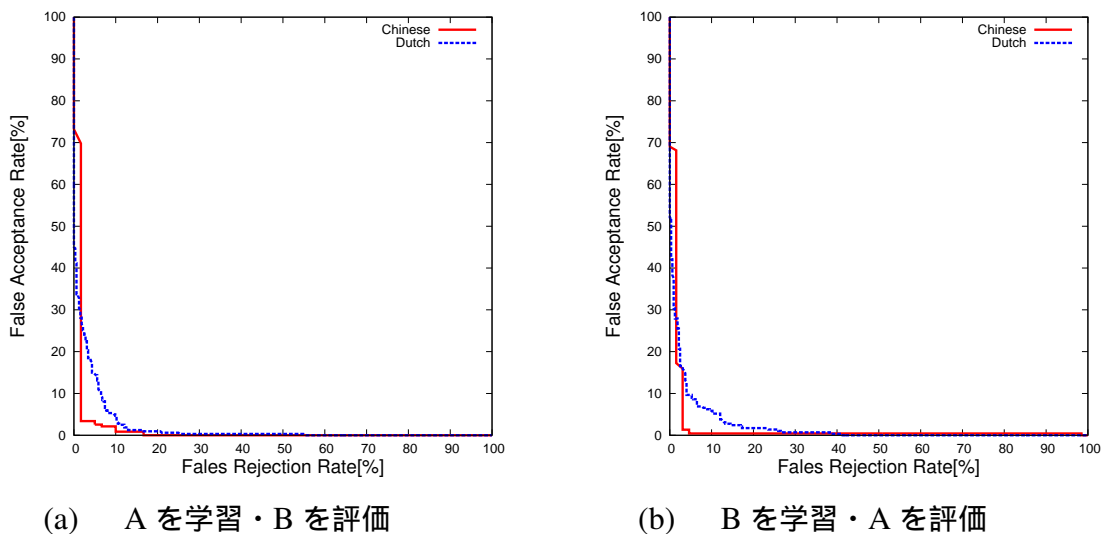 Chinese
Dutch
False Acceptance Rate[%]
100
90
80
70
60
50
40
30
20
10
0
0 10 20 30 40 50 60 70 80 90 100
Fales Rejection Rate[%]
(a) A を学習・B を評価
Chinese
Dutch
False Acceptance Rate[%]
100
90
80
70
60
50
40
30
20
10
0
0 10 20 30 40 50 60 70 80 90 100
Fales Rejection Rate[%]
(b) B を学習・A を評価